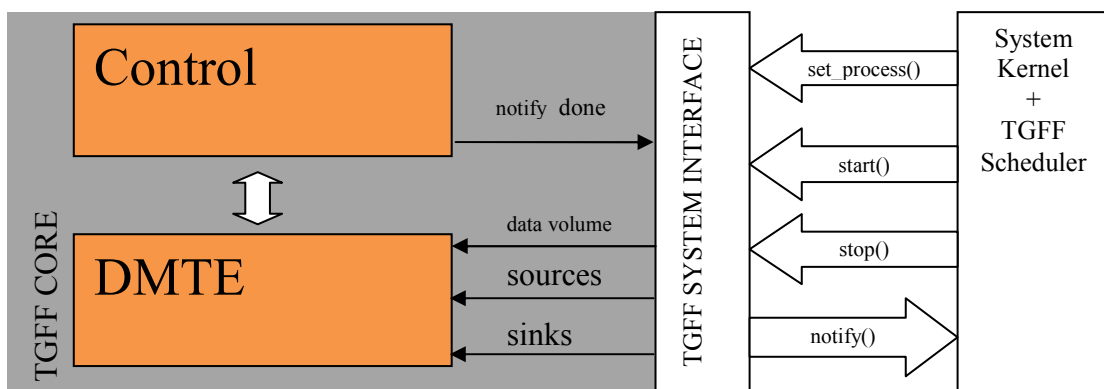 Control
notify done
DMTE
data volume
sources
sinks
TGFF CORE
TGFF SYSTEM INTERFACE
set_process()
start()
stop()
notify()
System
Kernel
+
TGFF
Scheduler